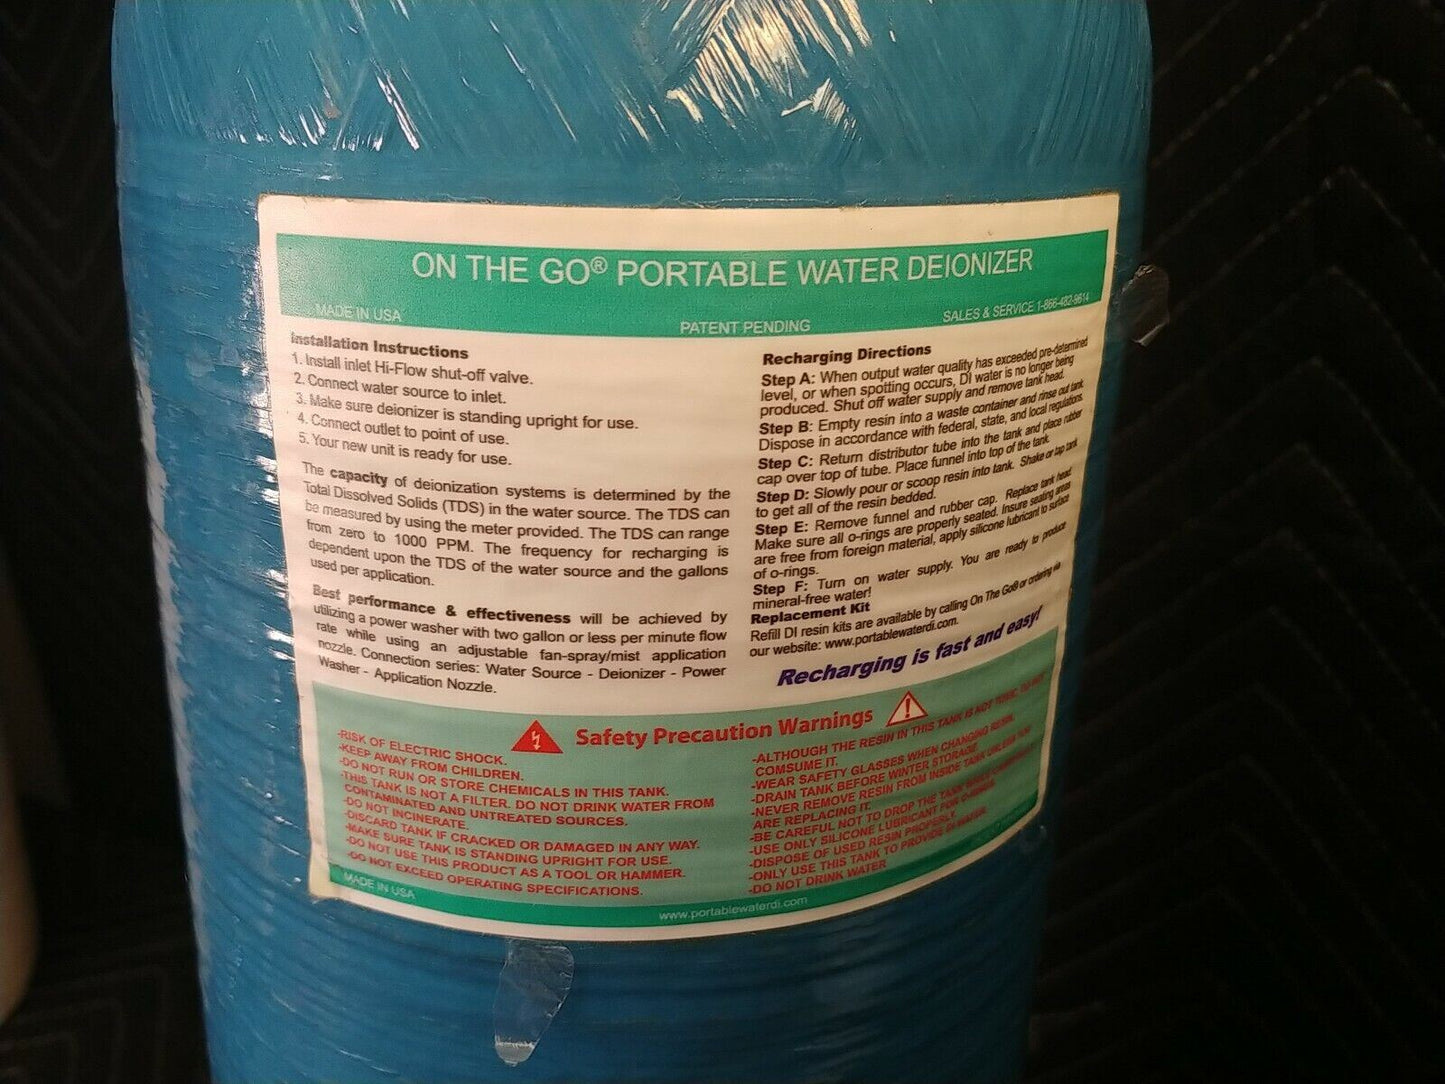 ON THE GO® PORTABLE WATER DEIONIZER
MADE IN USA
PATENT PENDING
SALES & SERVICE 1-866-482-9614
Installation Instructions
1. Install inlet Hi-Flow shut-off valve.
2. Connect water source to inlet.
3. Make sure deionizer is standing upright for use.
4. Connect outlet to point of use.
5. Your new unit is ready for use.
The capacity of deionization systems is determined by the
Total Dissolved Solids (TDS) in the water source. The TDS can
be measured by using the meter provided. The TDS can range
from zero to 1000 PPM. The frequency for recharging is
dependent upon the TDS of the water source and the gallons
used per application.
Best performance & effectiveness will be achieved by
utilizing a power washer with two gallon or less per minute flow
rate while using an adjustable fan-spray/mist application
nozzle. Connection series: Water Source - Deionizer - Power
Washer - Application Nozzle.
Recharging Directions
Step A: When output water quality has exceeded pre-determined
level, or when spotting occurs, DI water is no longer being
produced. Shut off water supply and remove tank head.
Step B: Empty resin into a waste container and rinse out tank.
Dispose in accordance with federal, state, and local regulations.
Step C: Return distributor tube into the tank and place rubber
cap over top of tube. Place funnel into top of the tank.
Step D: Slowly pour or scoop resin into tank. Shake or tap tank
to get all of the resin bedded.
Step E: Remove funnel and rubber cap. Replace tank head
Make sure all o-rings are properly seated. Insure sealing areas
are free from foreign material, apply silicone lubricant to surface
of o-rings.
Step F: Turn on water supply. You are ready to produce
mineral-free water!
Replacement Kit
Refill DI resin kits are available by calling On The Go® or ordering via
our website: www.portablewaterdi.com.
Recharging is fast and easy!
Safety Precaution Warnings
-RISK OF ELECTRIC SHOCK.
-KEEP AWAY FROM CHILDREN.
-DO NOT RUN OR STORE CHEMICALS IN THIS TANK.
-THIS TANK IS NOT A FILTER. DO NOT DRINK WATER FROM
CONTAMINATED AND UNTREATED SOURCES.
-DO NOT INCINERATE.
-DISCARD TANK IF CRACKED OR DAMAGED IN ANY WAY.
-MAKE SURE TANK IS STANDING UPRIGHT FOR USE.
-DO NOT USE THIS PRODUCT AS A TOOL OR HAMMER.
-DO NOT EXCEED OPERATING SPECIFICATIONS.
-ALTHOUGH THE RESIN IN THIS TANK IS NOT TOXIC, DO NOT
COMSUME IT.
-WEAR SAFETY GLASSES WHEN CHANGING RESIN.
-DRAIN TANK BEFORE WINTER STORAGE
-NEVER REMOVE RESIN FROM INSIDE TANK UNLESS YOU
ARE REPLACING IT.
-BE CAREFUL NOT TO DROP THE TANK WHILE
-USE ONLY SILICONE LUBRICANT FOR O-RINGS.
-DISPOSE OF USED RESIN PROPERLY.
-ONLY USE THIS TANK TO PROVIDE DI WATER
-DO NOT DRINK WATER
MADE IN USA
www.portablewaterdi.com